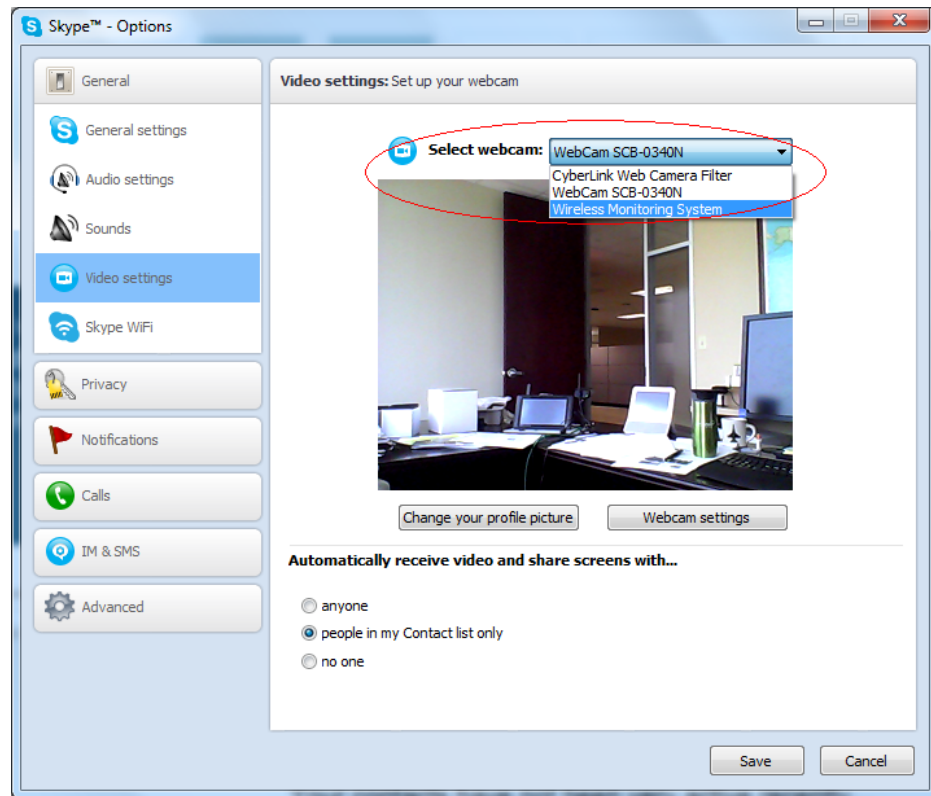 Skype™ - Options
General
General settings
Audio settings
Sounds
Video settings
Skype WiFi
Privacy
Notifications
Calls
IM & SMS
Advanced
Video settings: Set up your webcam
Select webcam: WebCam SCB-0340N
CyberLink Web Camera Filter
WebCam SCB-0340N
Wireless Monitoring System
Change your profile picture
Webcam settings
Automatically receive video and share screens with...
anyone
people in my Contact list only
no one
Save
Cancel